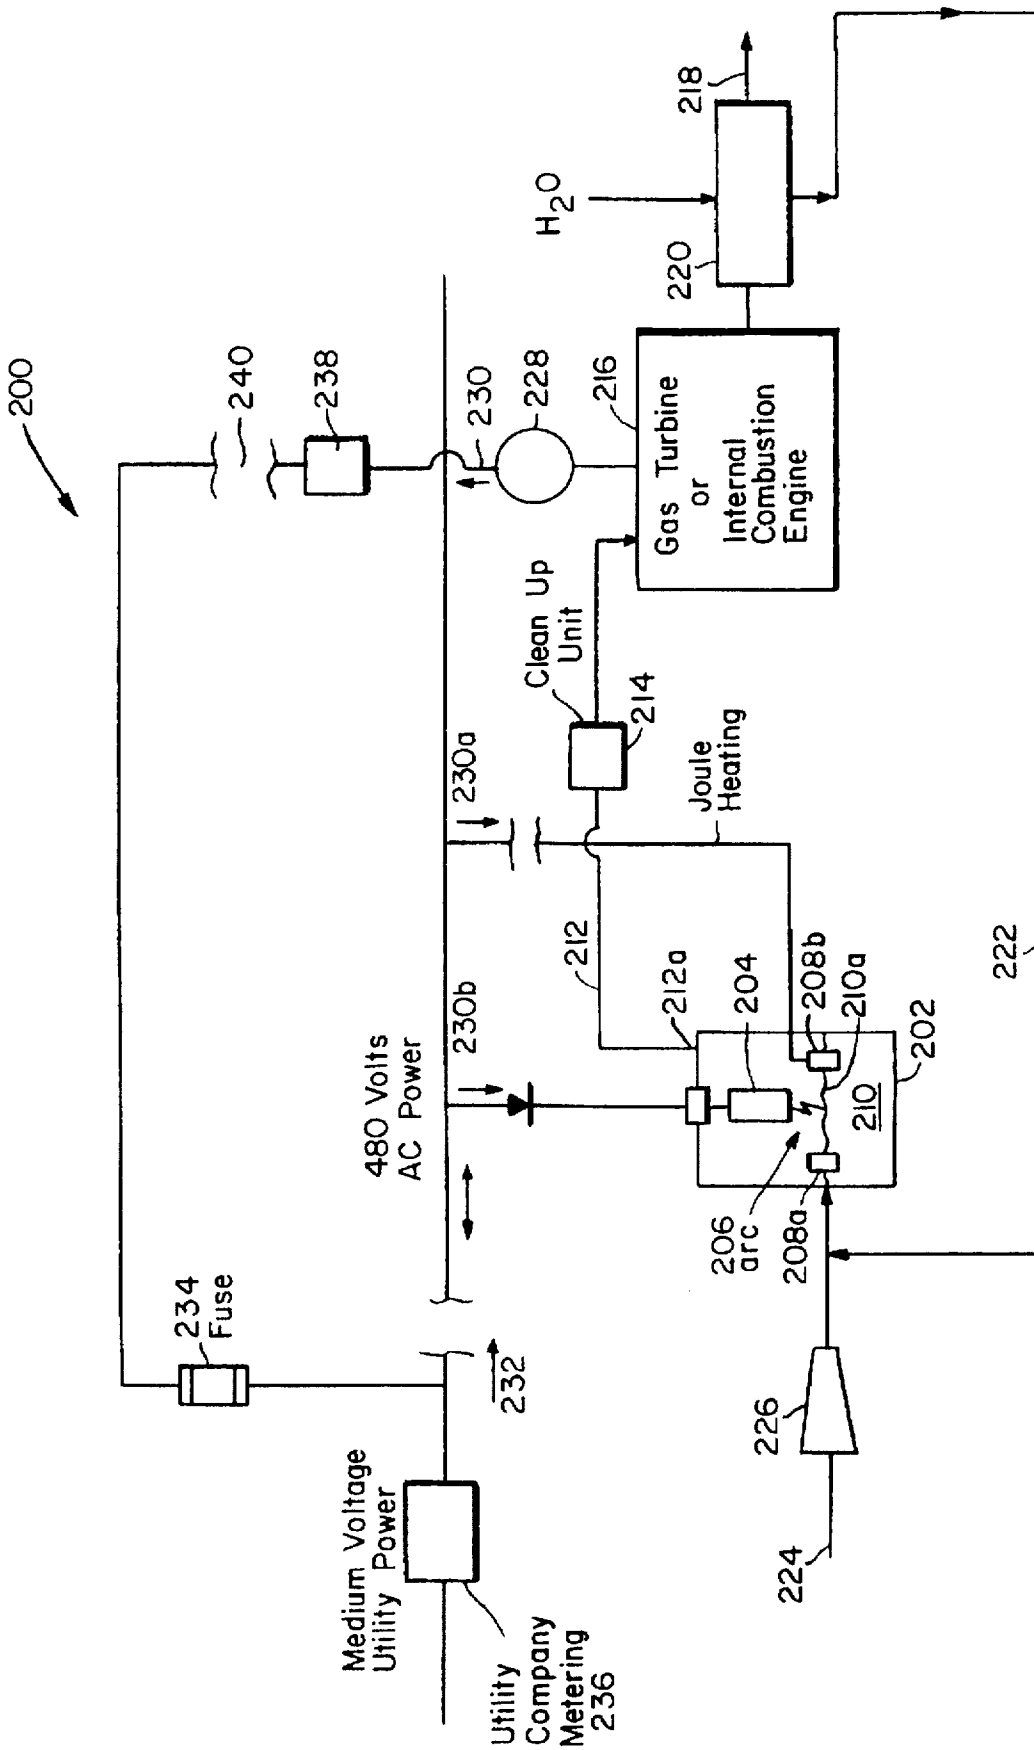 200
234
Fuse
240
238
Medium Voltage
Utility Power
480 Volts
AC Power
230b
230a
230
228
232
Utility
Company
Metering
236
H2O
218
220
216
Gas Turbine
or
Internal
Combustion
Engine
Clean Up
Unit
214
Joule
Heating
212
212a
204
208b
210a
202
210
206
arc
208a
226
224
222